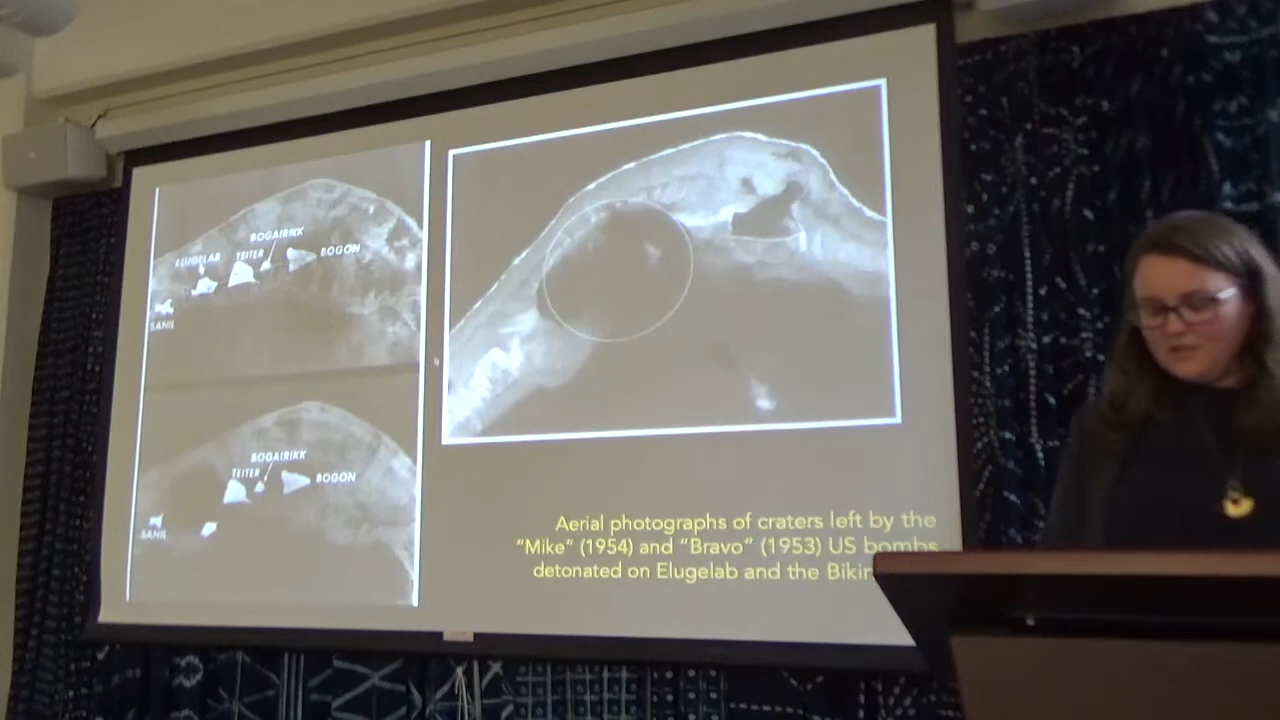 BOGAIRIKK
ELUGELAB
TEITER
BOGON
SANIL
BOGAIRIKK
TEITER
BOGON
SANIL
Aerial photographs of craters left by the
"Mike" (1954) and "Bravo" (1953) US bombs
detonated on Elugelab and the